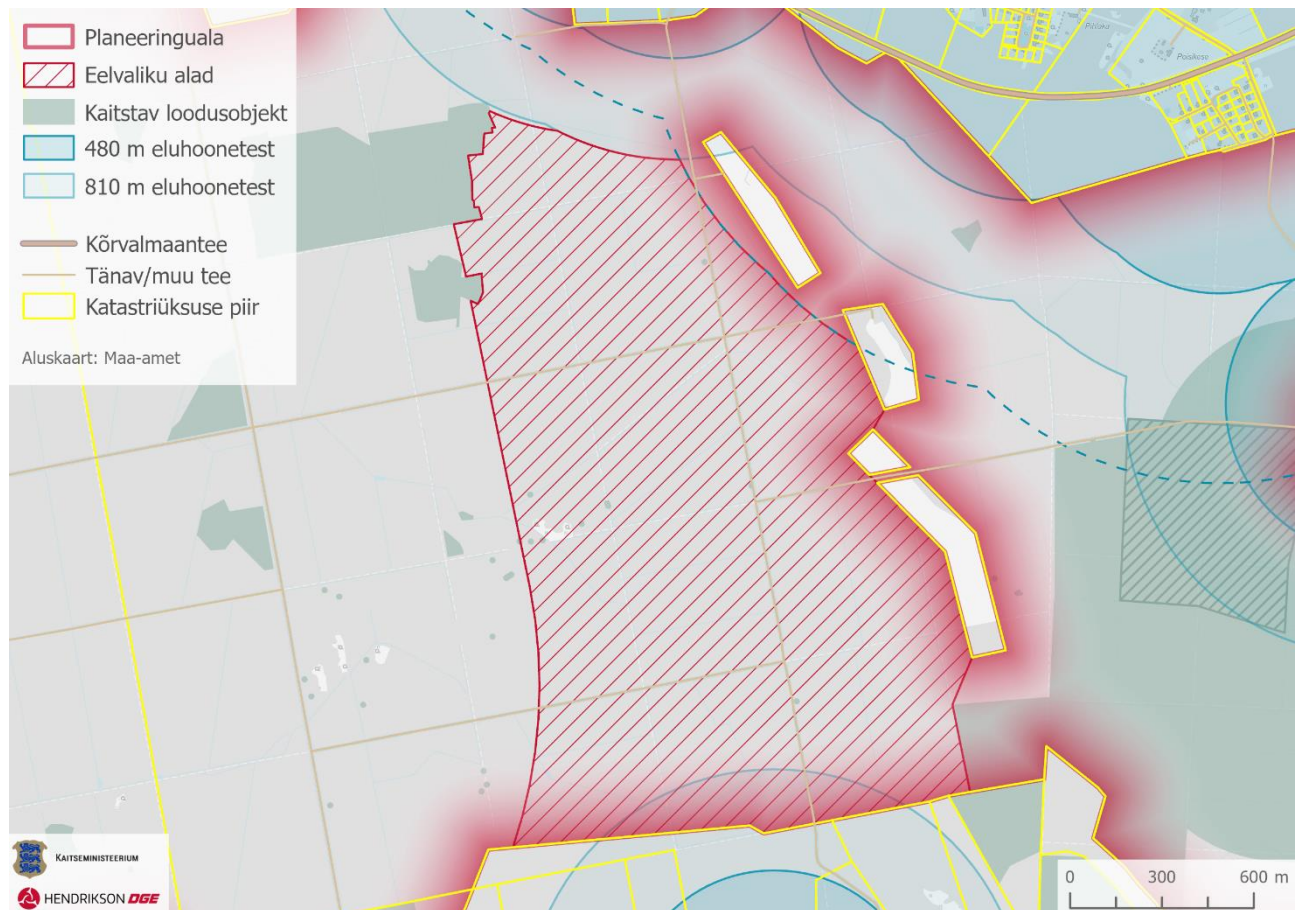 Planeeringuala
Eelvaliku alad
Kaitstav loodusobjekt
480 m eluhoonetest
810 m eluhoonetest
Kõrvalmaantee
Tänav/muu tee
Katastriüksuse piir
Aluskaart: Maa-amet
Posikose
KAITSEMINISTEERIUM
HENDRIKSON DGE
0 300 600 m